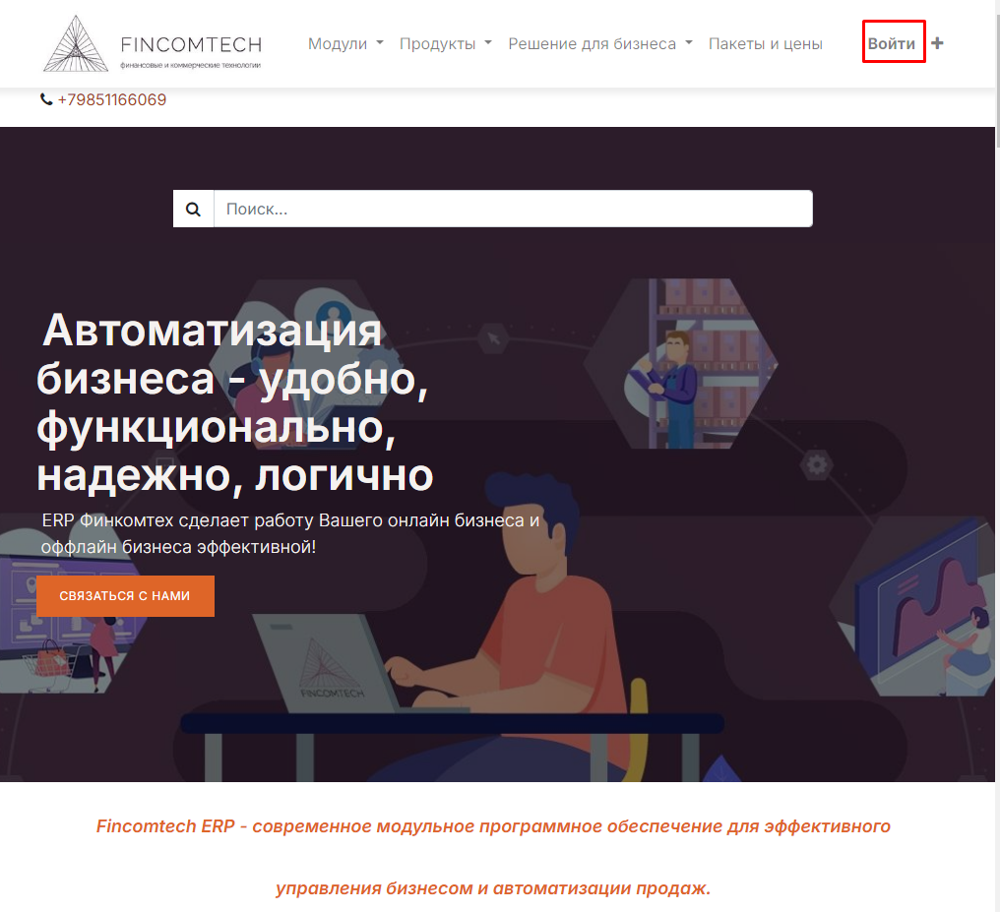 FINCOMTECH
финансовые и коммерческие технологии
Модули Продукты Решение для бизнеса Пакеты и цены Войти
+79851166069
Поиск...
Автоматизация
бизнеса - удобно,
функционально,
надежно, логично
ERP Финкомтех сделает работу Вашего онлайн бизнеса и
оффлайн бизнеса эффективной!
СВЯЗАТЬСЯ С НАМИ
FINCOMTECH
Fincomtech ERP - современное модульное программное обеспечение для эффективного
управления бизнесом и автоматизации продаж.